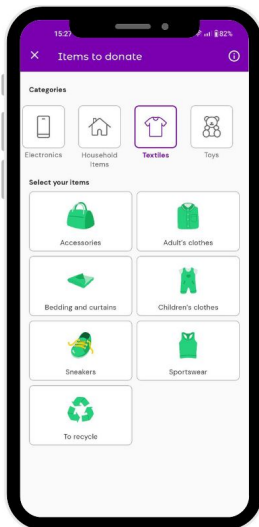 15:27
82%
Items to donate
Categories
Electronics
Household
Items
Textiles
Toys
Select your items
Accessories
Adult's clothes
Bedding and curtains
Children's clothes
Sneakers
Sportswear
To recycle